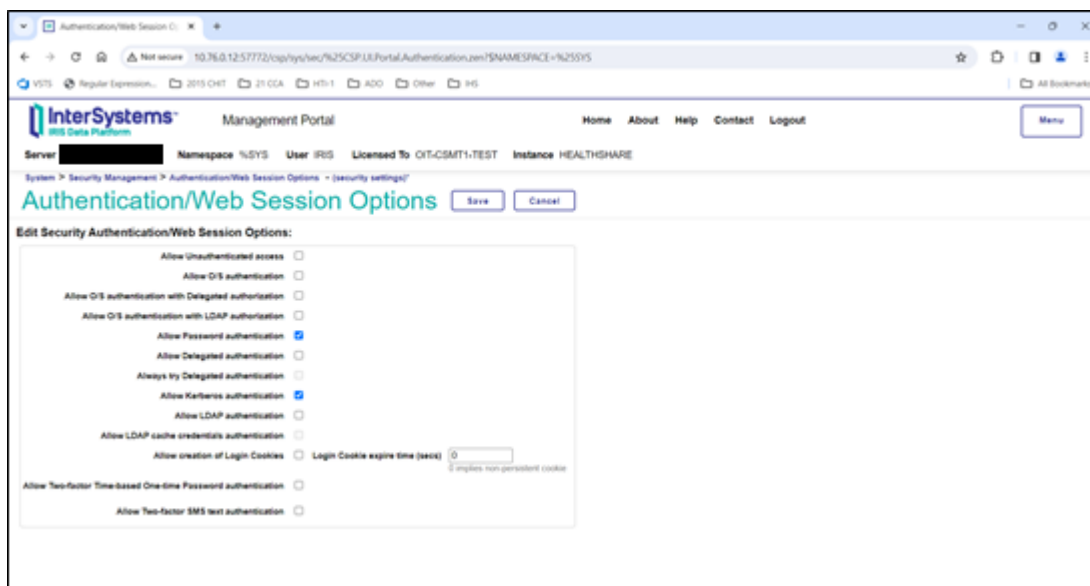 Authentication/Web Session O
Not secure 10.76.0.12:57772/csp/sys/sec/%25CSP.UI.Portal.Authentication.zen?$NAMESPACE=%25SYS
VSTS Regular Expression... 2015 CHIT 21 CCA HTI-1 ADO Other IHS All Bookmarks
InterSystems™ Management Portal Home About Help Contact Logout Menu
IRIS Data Platform
Server Namespace %SYS User IRIS Licensed To OIT-CSMT1-TEST Instance HEALTHSHARE
System > Security Management > Authentication/Web Session Options - (security settings)*
Authentication/Web Session Options Save Cancel
Edit Security Authentication/Web Session Options:
Allow Unauthenticated access
Allow O/S authentication
Allow O/S authentication with Delegated authorization
Allow O/S authentication with LDAP authorization
Allow Password authentication
Allow Delegated authentication
Always try Delegated authentication
Allow Kerberos authentication
Allow LDAP authentication
Allow LDAP cache credentials authentication
Allow creation of Login Cookies Login Cookie expire time (secs) 0
0 implies non-persistent cookie
Allow Two-factor Time-based One-time Password authentication
Allow Two-factor SMS text authentication